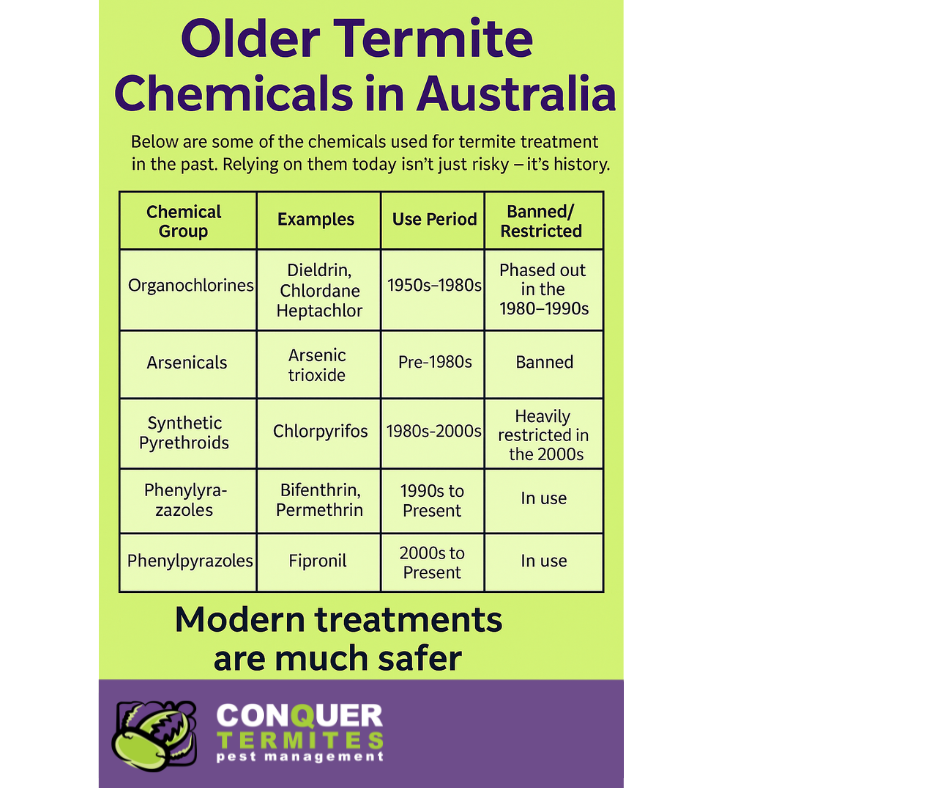 Older Termite
Chemicals in Australia
Below are some of the chemicals used for termite treatment
in the past. Relying on them today isn't just risky – it's history.
Chemical
Group
Examples
Use Period
Banned/
Restricted
Organochlorines
Dieldrin,
Chlordane
Heptachlor
1950s–1980s
Phased out
in the
1980–1990s
Arsenicals
Arsenic
trioxide
Pre-1980s
Banned
Synthetic
Pyrethroids
Chlorpyrifos
1980s-2000s
Heavily
restricted in
the 2000s
Phenylyra-
zazoles
Bifenthrin,
Permethrin
1990s to
Present
In use
Phenylpyrazoles
Fipronil
2000s to
Present
In use
Modern treatments
are much safer
CONQUER
TERMITES
pest management